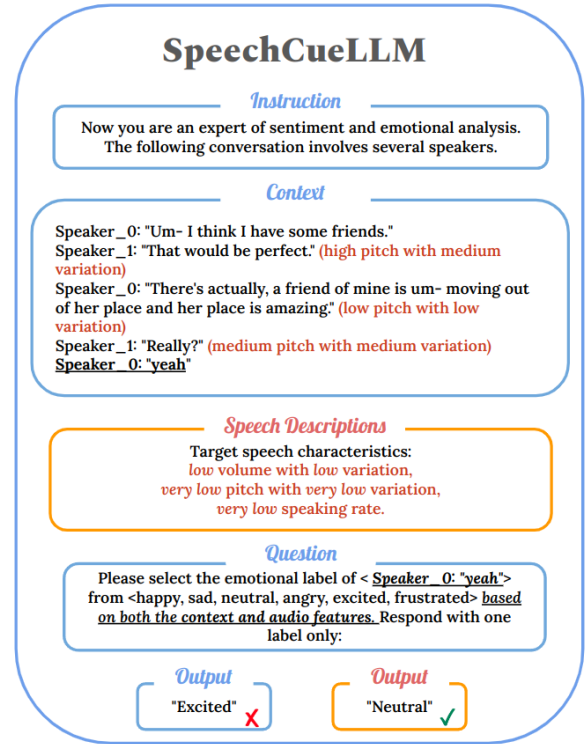 SpeechCueLLM
Instruction
Now you are an expert of sentiment and emotional analysis.
The following conversation involves several speakers.
Context
Speaker_0: "Um- I think I have some friends."
Speaker_1: "That would be perfect." (high pitch with medium
variation)
Speaker_0: "There's actually, a friend of mine is um- moving out
of her place and her place is amazing." (low pitch with low
variation)
Speaker_1: "Really?" (medium pitch with medium variation)
Speaker_0: "yeah"
Speech Descriptions
Target speech characteristics:
low volume with low variation,
very low pitch with very low variation,
very low speaking rate.
Question
Please select the emotional label of < Speaker_0: "yeah">
from <happy, sad, neutral, angry, excited, frustrated> based
on both the context and audio features. Respond with one
label only:
Output
"Excited" X
Output
"Neutral" ✓